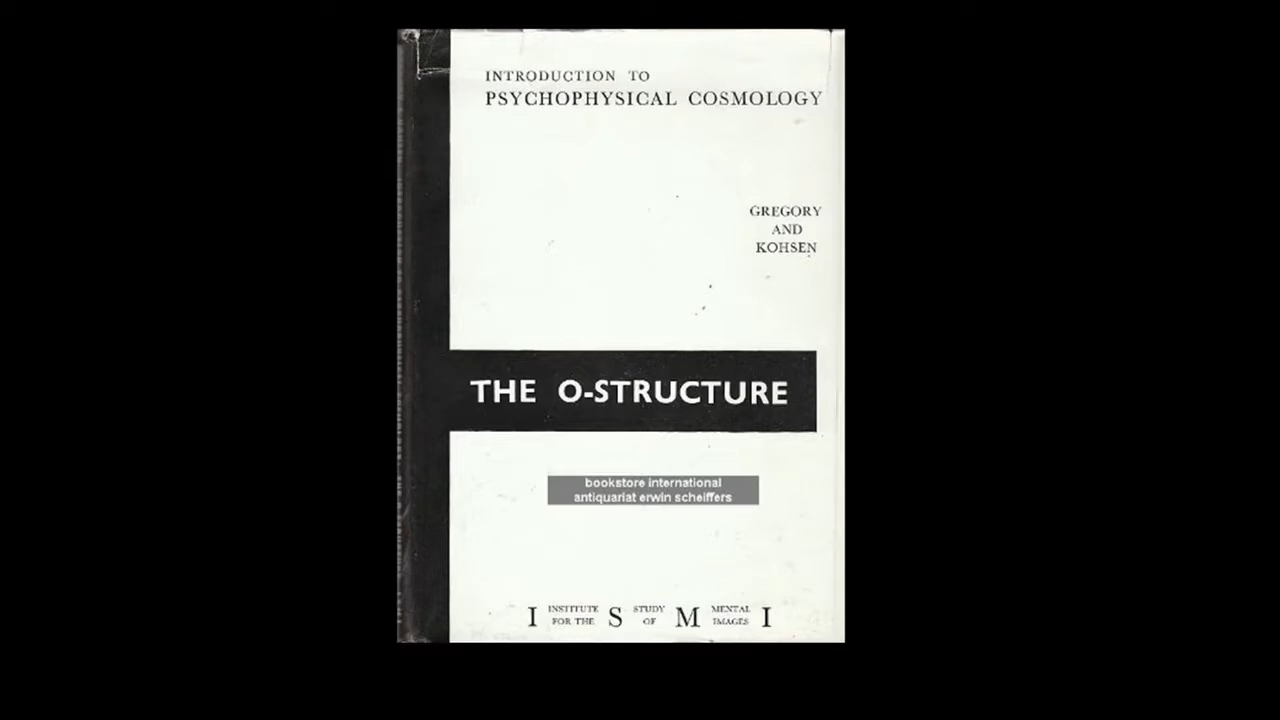 INTRODUCTION TO
PSYCHOPHYSICAL COSMOLOGY
GREGORY
AND
KOHSEN
THE O-STRUCTURE
bookstore international
antiquariat erwin scheiffers
I INSTITUTE FOR THE S STUDY OF M MENTAL IMAGES I